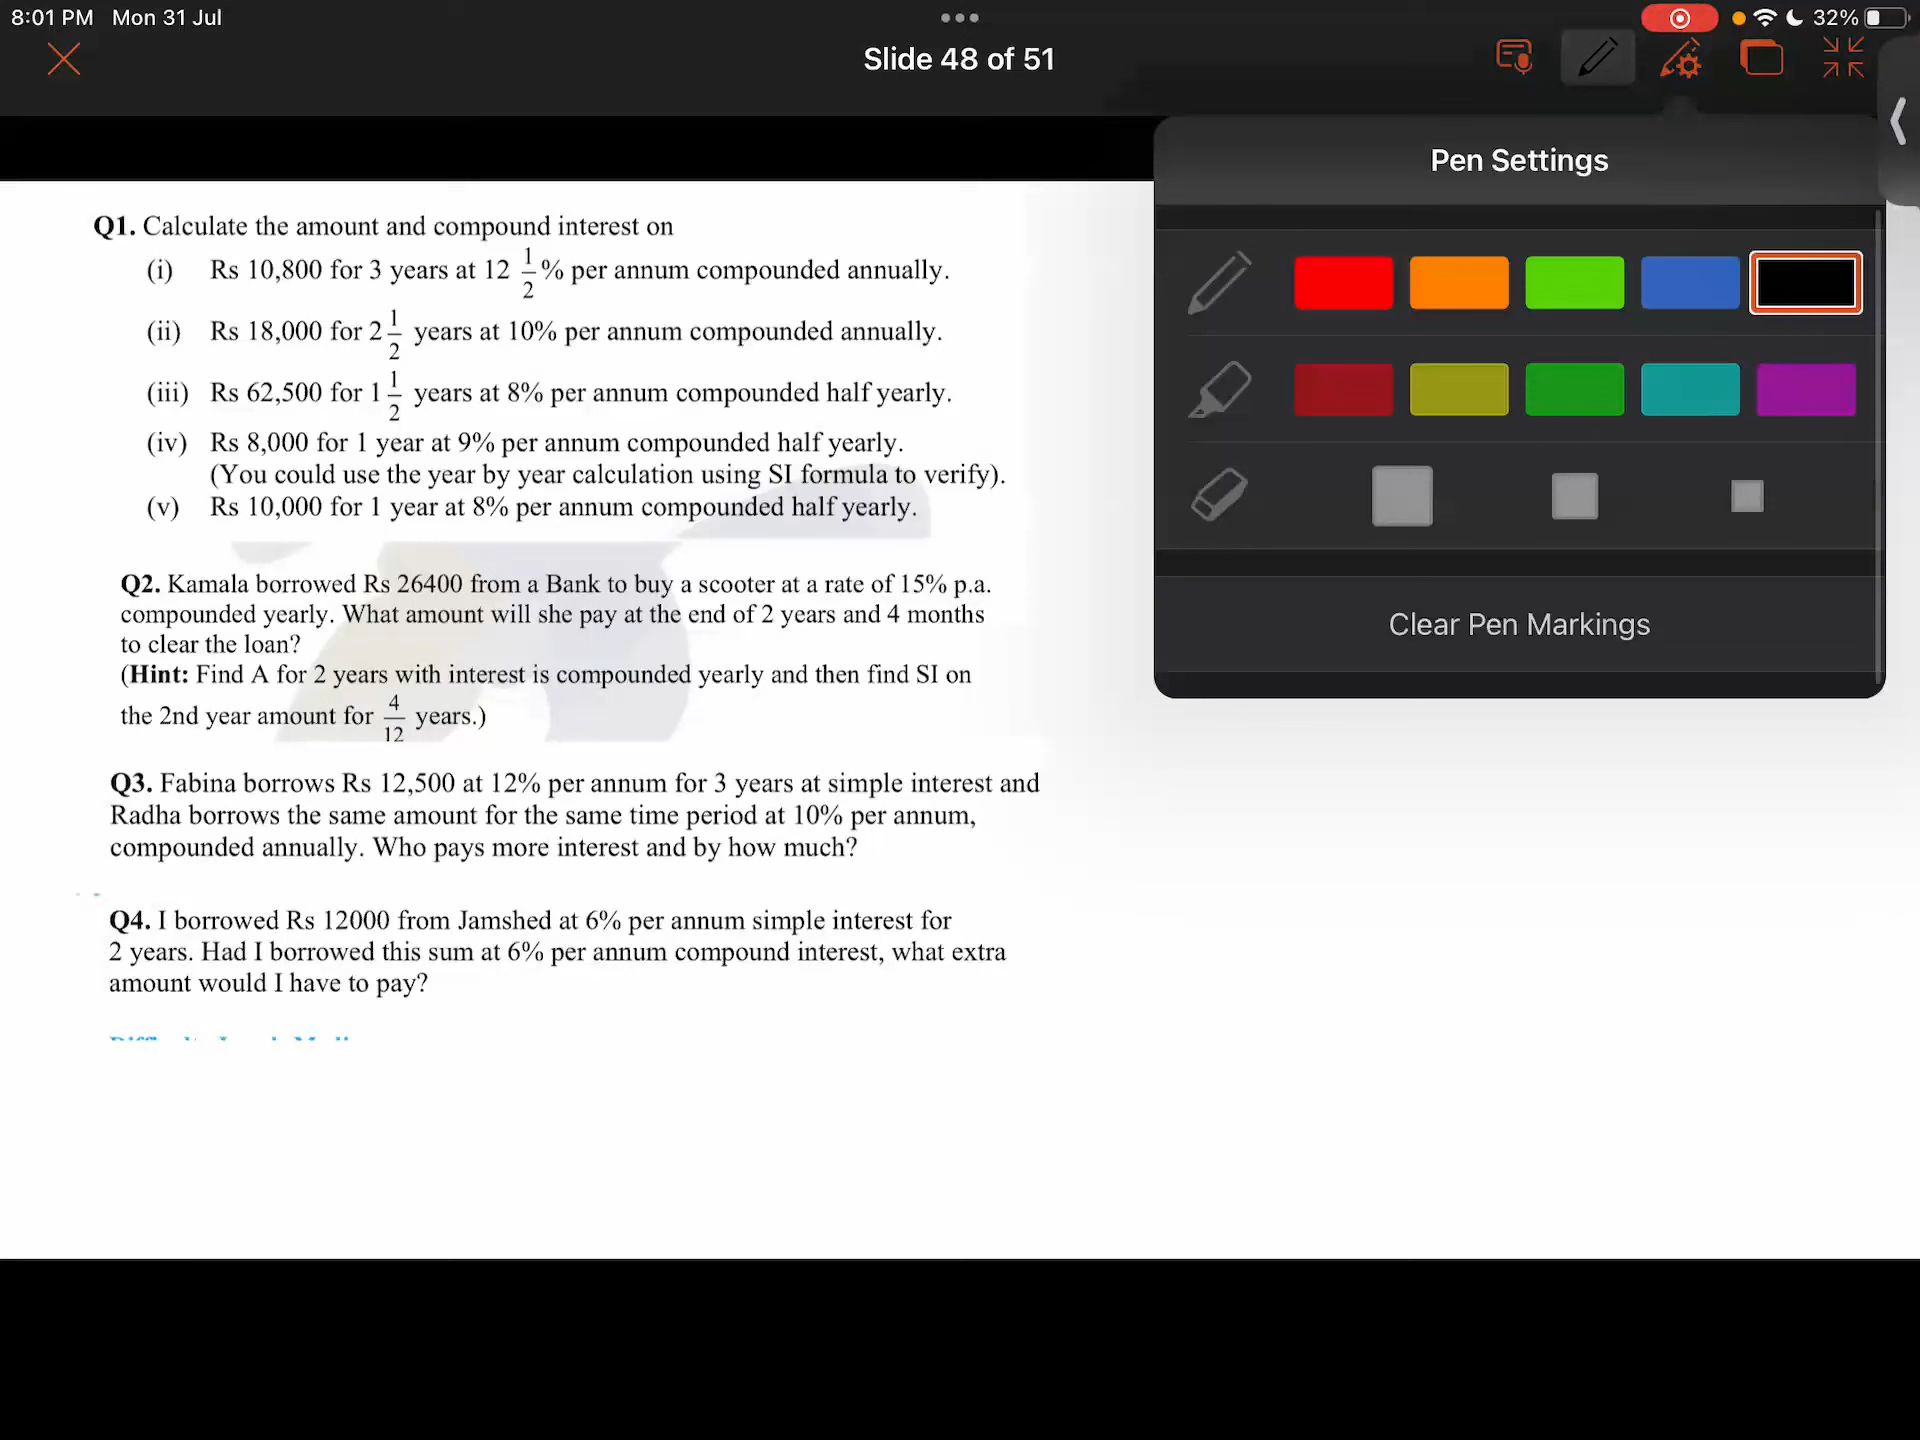 8:01 PM Mon 31 Jul
32%
Slide 48 of 51
Pen Settings
Clear Pen Markings
Q1. Calculate the amount and compound interest on
(i) Rs 10,800 for 3 years at 12 1/2 % per annum compounded annually.
(ii) Rs 18,000 for 2 1/2 years at 10% per annum compounded annually.
(iii) Rs 62,500 for 1 1/2 years at 8% per annum compounded half yearly.
(iv) Rs 8,000 for 1 year at 9% per annum compounded half yearly.
(You could use the year by year calculation using SI formula to verify).
(v) Rs 10,000 for 1 year at 8% per annum compounded half yearly.
Q2. Kamala borrowed Rs 26400 from a Bank to buy a scooter at a rate of 15% p.a.
compounded yearly. What amount will she pay at the end of 2 years and 4 months
to clear the loan?
(Hint: Find A for 2 years with interest is compounded yearly and then find SI on
the 2nd year amount for 4/12 years.)
Q3. Fabina borrows Rs 12,500 at 12% per annum for 3 years at simple interest and
Radha borrows the same amount for the same time period at 10% per annum,
compounded annually. Who pays more interest and by how much?
Q4. I borrowed Rs 12000 from Jamshed at 6% per annum simple interest for
2 years. Had I borrowed this sum at 6% per annum compound interest, what extra
amount would I have to pay?